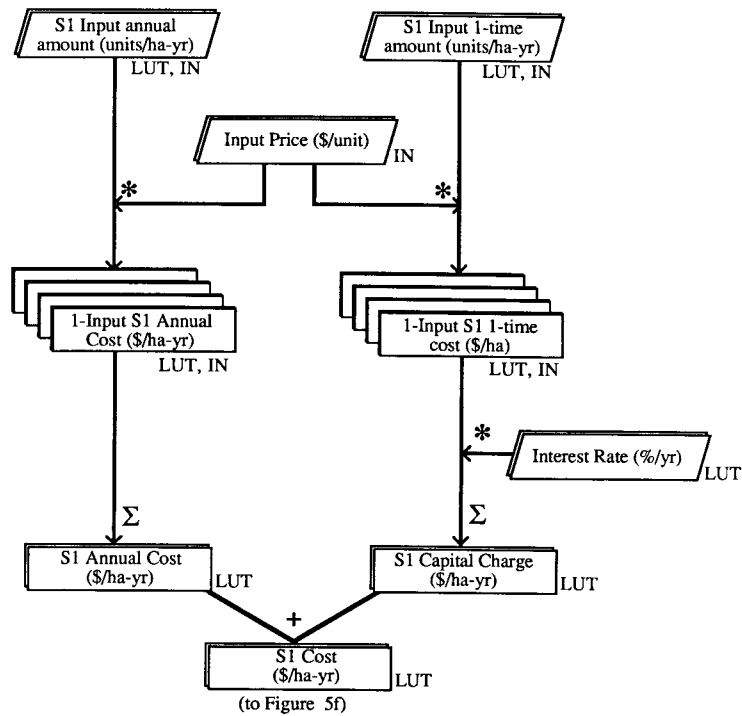 S1 Input annual
amount (units/ha-yr)
LUT, IN
S1 Input 1-time
amount (units/ha-yr)
LUT, IN
Input Price ($/unit)
IN
*
*
1-Input S1 Annual
Cost ($/ha-yr)
LUT, IN
1-Input S1 1-time
cost ($/ha)
LUT, IN
*
Interest Rate (%/yr)
LUT
Σ
Σ
S1 Annual Cost
($/ha-yr)
LUT
S1 Capital Charge
($/ha-yr)
LUT
+
S1 Cost
($/ha-yr)
LUT
(to Figure 5f)